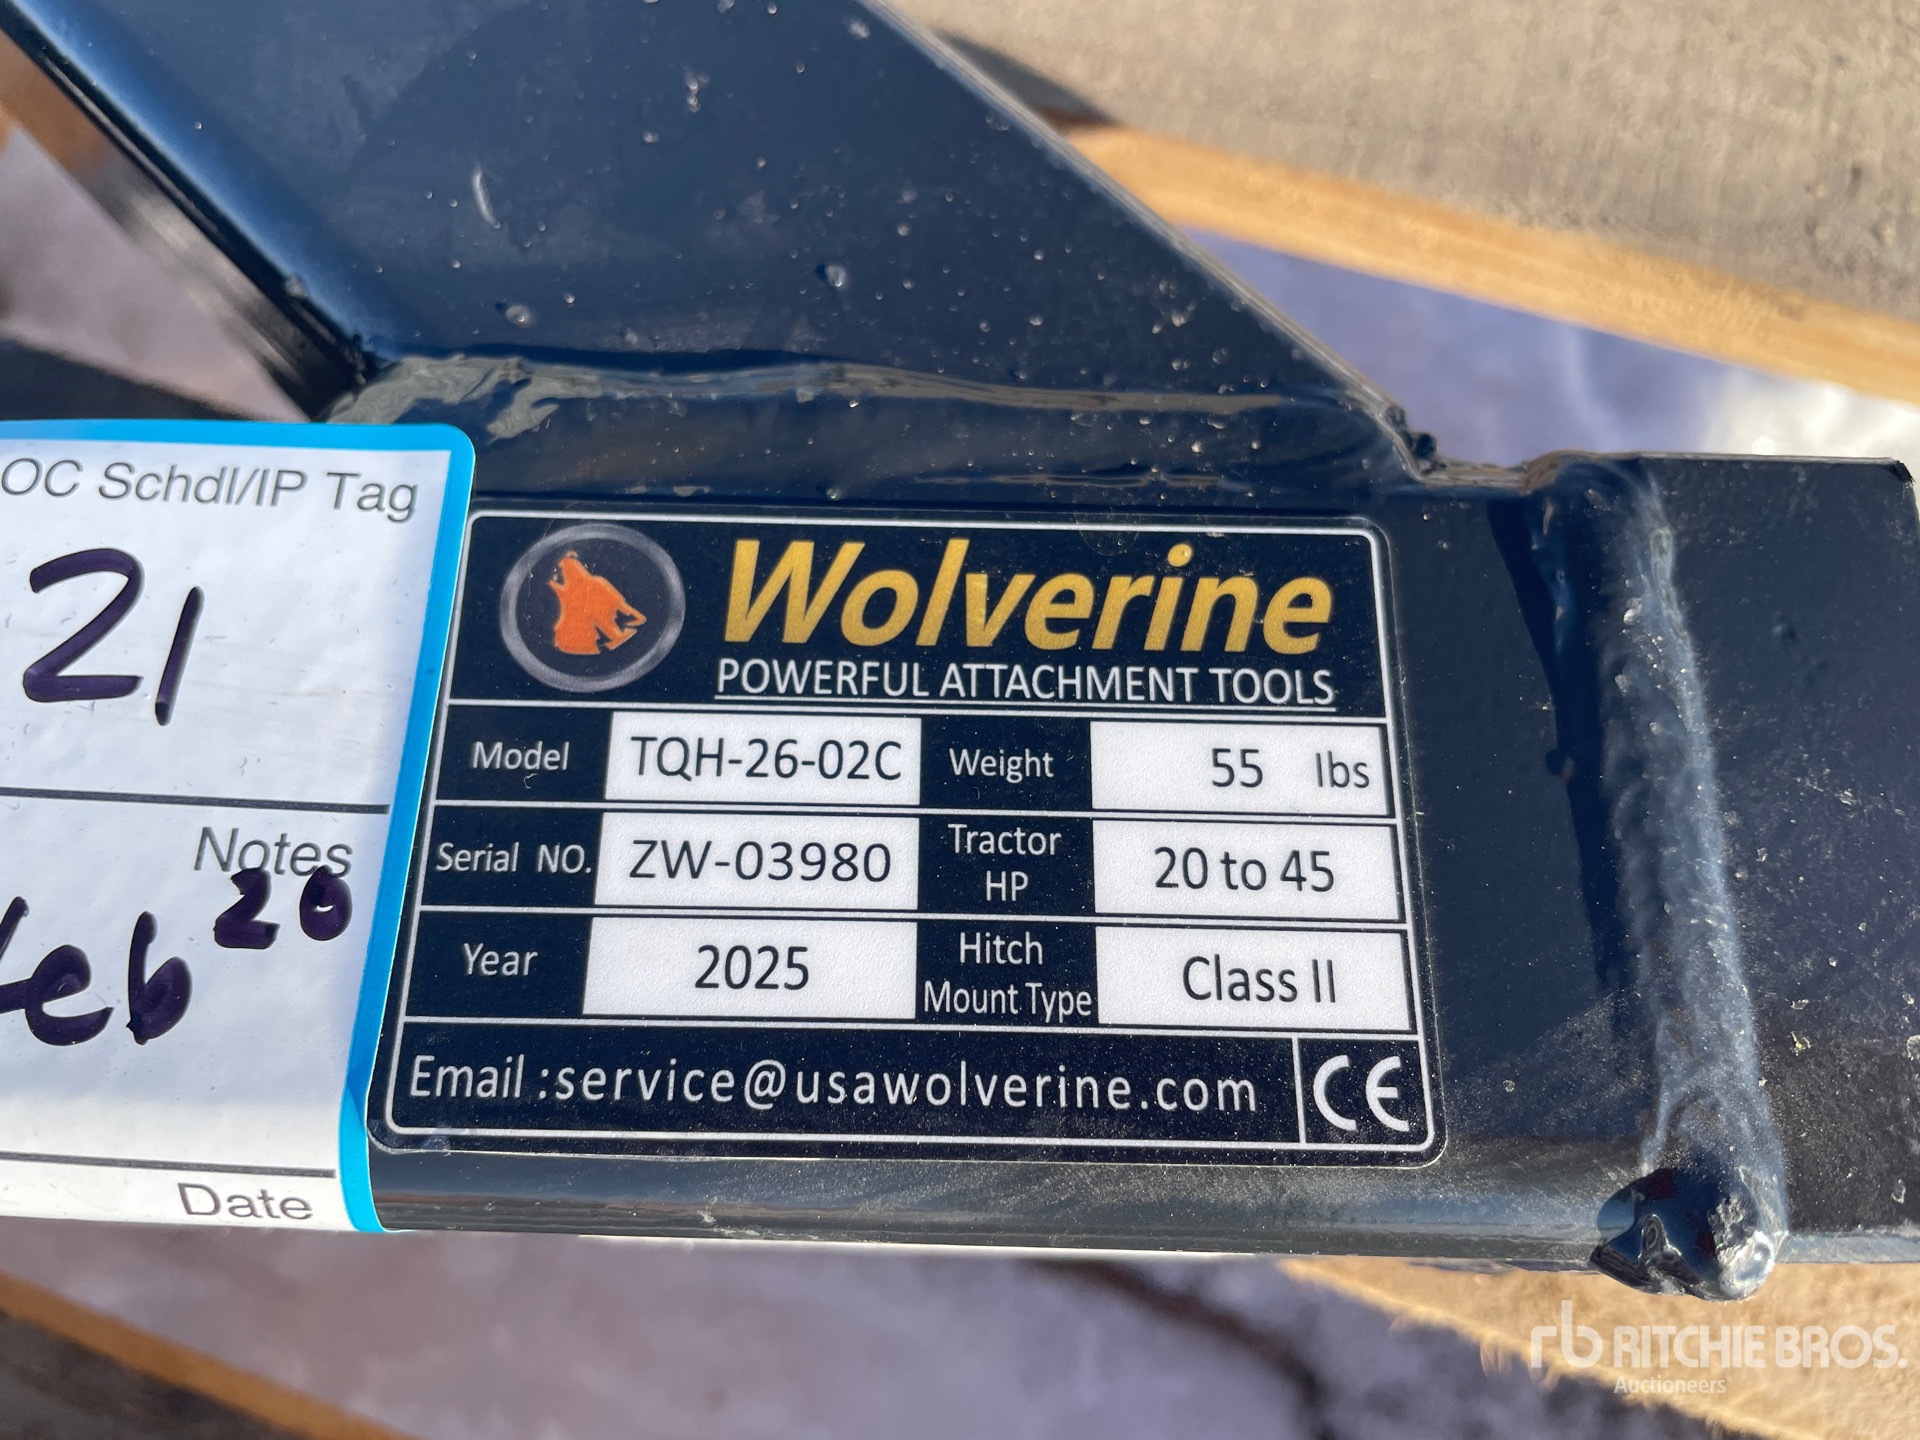 OC Schdl/IP Tag
21
Notes
Feb 20
Date
Wolverine
POWERFUL ATTACHMENT TOOLS
Model TQH-26-02C Weight 55 lbs
Serial NO. ZW-03980 Tractor HP 20 to 45
Year 2025 Hitch Mount Type Class II
Email :service@usawolverine.com CE
rb RITCHIE BROS.
Auctioneers